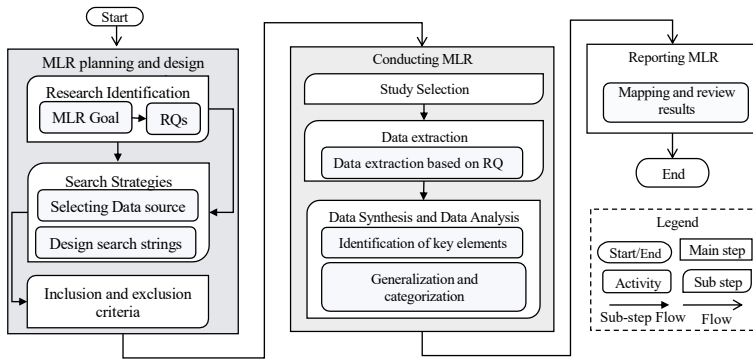 Start
MLR planning and design
Research Identification
MLR Goal
RQs
Search Strategies
Selecting Data source
Design search strings
Inclusion and exclusion
criteria
Conducting MLR
Study Selection
Data extraction
Data extraction based on RQ
Data Synthesis and Data Analysis
Identification of key elements
Generalization and
categorization
Reporting MLR
Mapping and review
results
End
Legend
Start/End
Main step
Activity
Sub step
Sub-step Flow
Flow